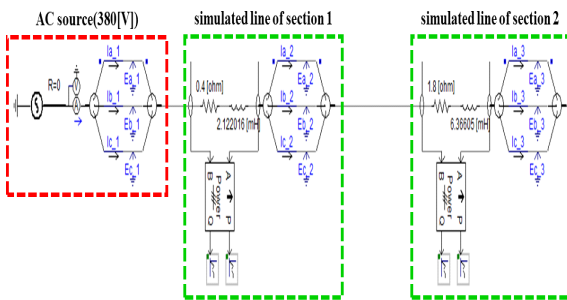 AC source(380[V])
simulated line of section 1
simulated line of section 2
R=0
V
A
Ia_1
Ea_1
Ib_1
Eb_1
Ic_1
Ec_1
0.4 [ohm]
2.122016 [mH]
Ia_2
Ea_2
Ib_2
Eb_2
Ic_2
Ec_2
A
P
Power
B
Q
1.8 [ohm]
6.36605 [mH]
Ia_3
Ea_3
Ib_3
Eb_3
Ic_3
Ec_3
A
P
Power
B
Q